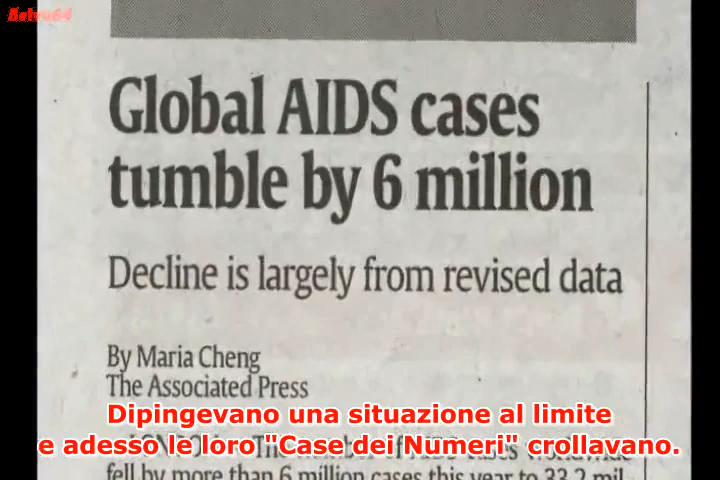 Global AIDS cases
tumble by 6 million
Decline is largely from revised data
By Maria Cheng
The Associated Press
Dipingevano una situazione al limite
e adesso le loro "Case dei Numeri" crollavano.
fell by more than 6 million cases this year to 33.2 mil